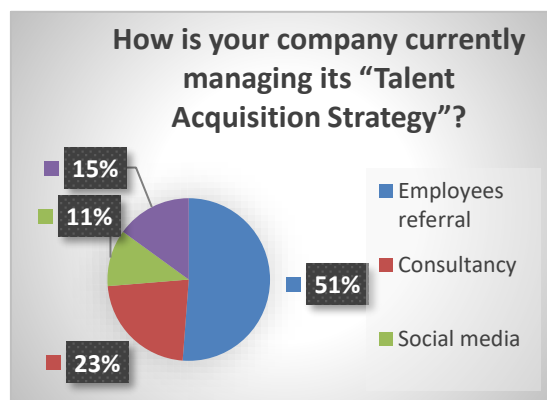 How is your company currently
managing its “Talent
Acquisition Strategy”?
15%
11%
51%
23%
Employees
referral
Consultancy
Social media